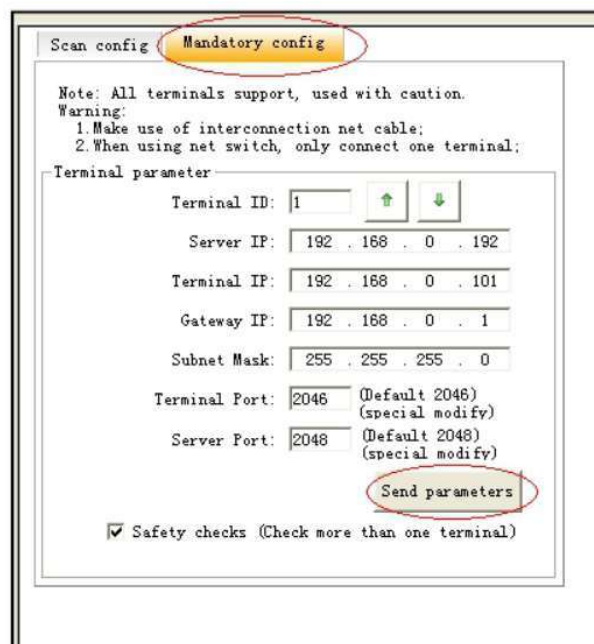 Scan config
Mandatory config
Note: All terminals support, used with caution.
Warning:
1.Make use of interconnection net cable;
2.When using net switch, only connect one terminal;
Terminal parameter
Terminal ID: 1
Server IP: 192 . 168 . 0 . 192
Terminal IP: 192 . 168 . 0 . 101
Gateway IP: 192 . 168 . 0 . 1
Subnet Mask: 255 . 255 . 255 . 0
Terminal Port: 2046 (Default 2046)
(special modify)
Server Port: 2048 (Default 2048)
(special modify)
Send parameters
Safety checks (Check more than one terminal)